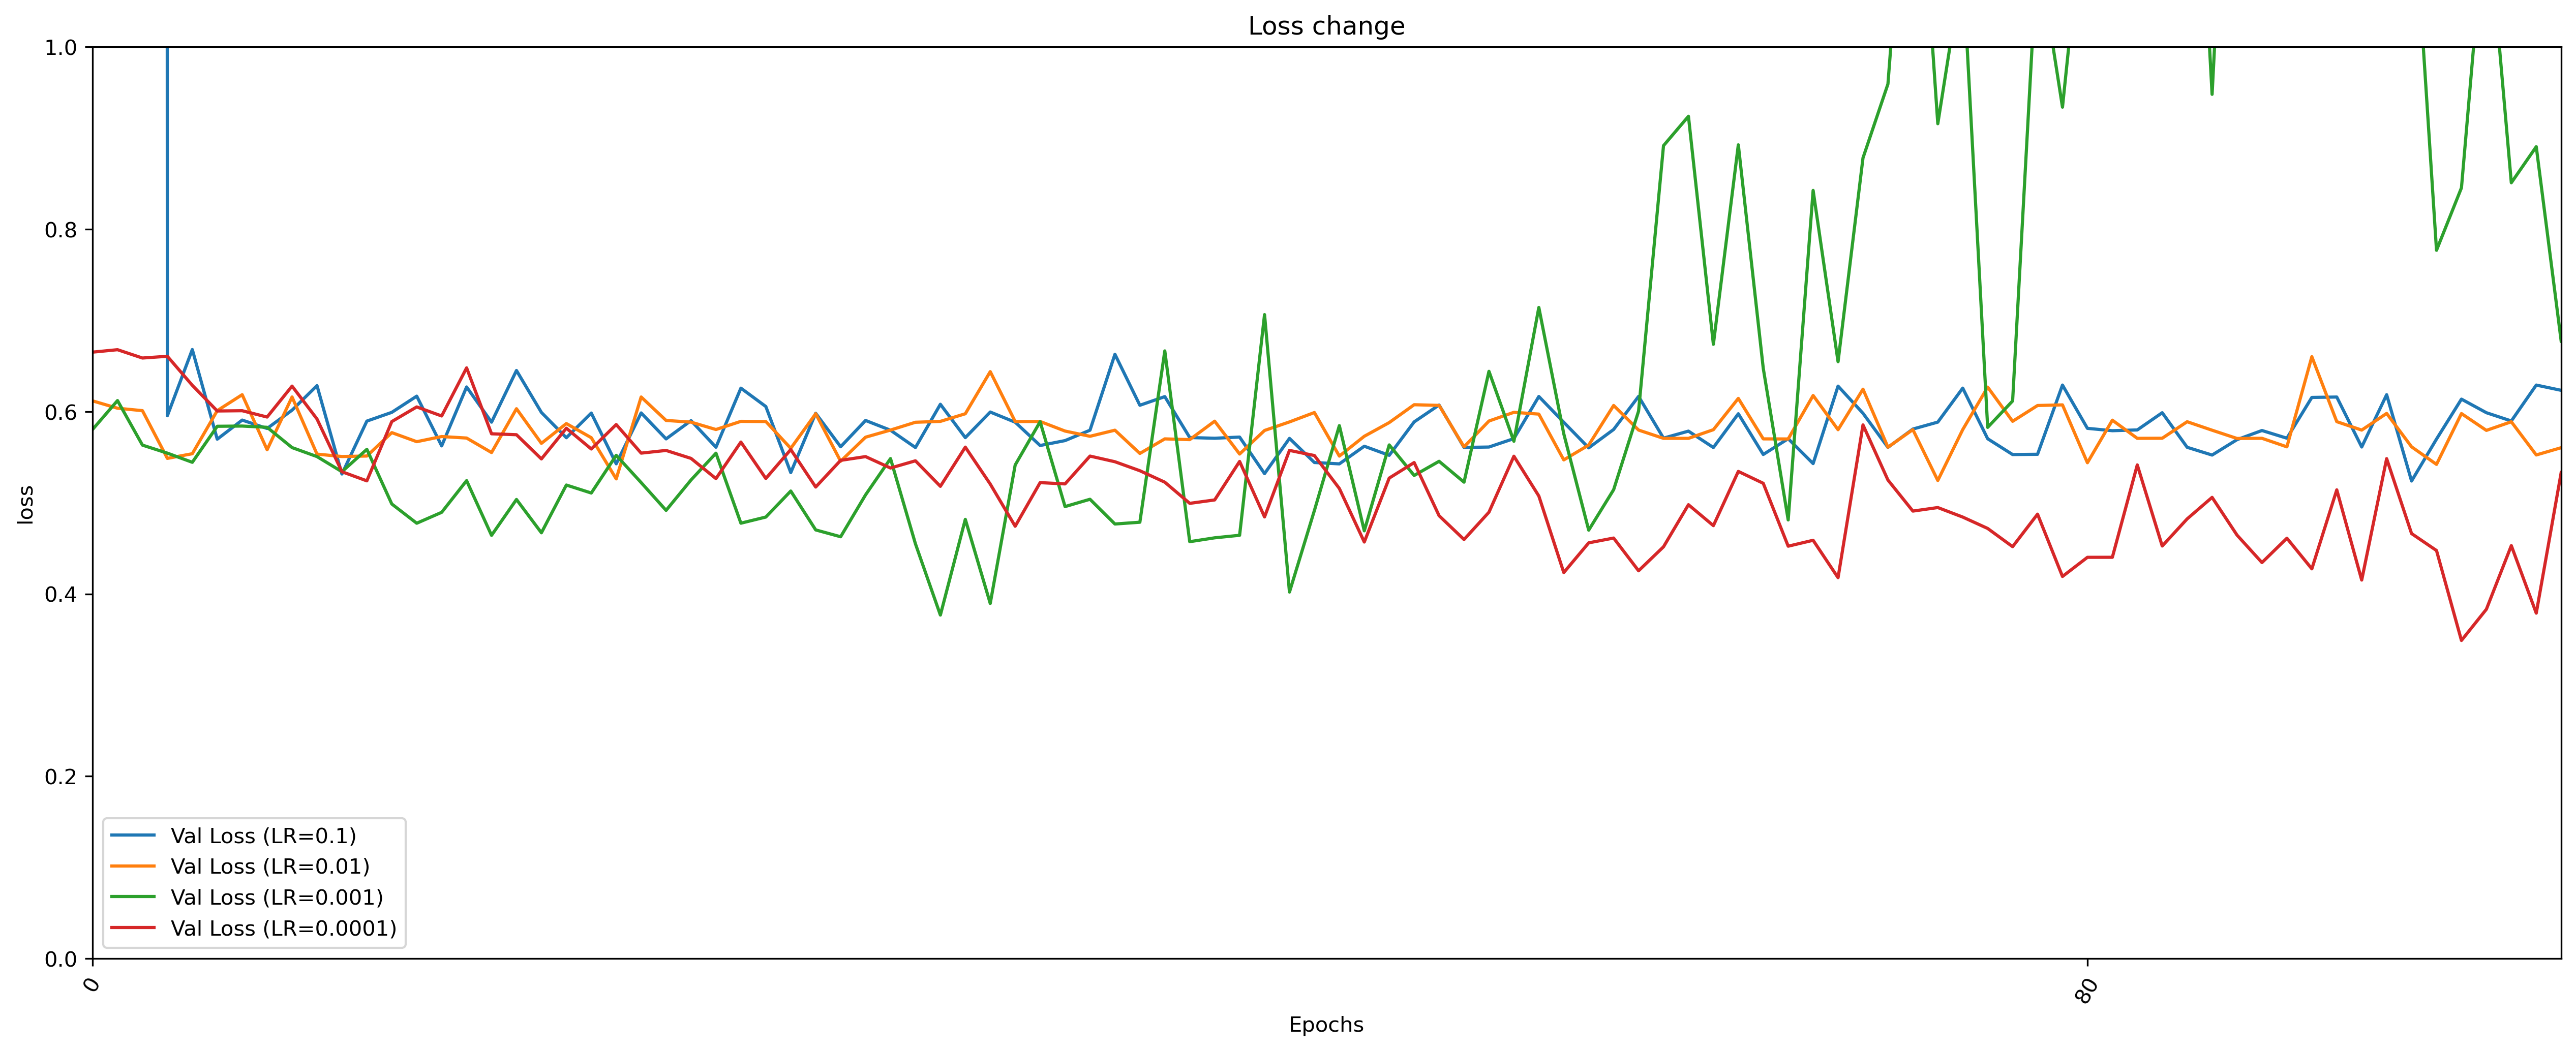 Loss change
1.0
0.8
0.6
0.4
0.2
0.0
loss
Val Loss (LR=0.1)
Val Loss (LR=0.01)
Val Loss (LR=0.001)
Val Loss (LR=0.0001)
0
80
Epochs